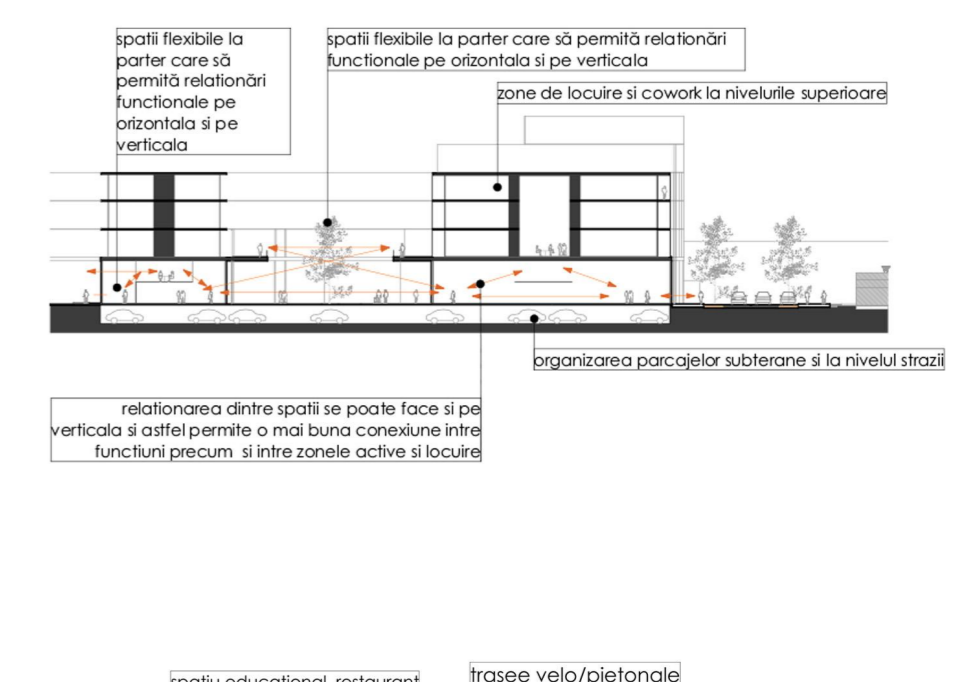 spatii flexibile la
parter care să
permită relationări
functionale pe
orizontala si pe
verticala
spatii flexibile la parter care să permită relationări
functionale pe orizontala si pe verticala
zone de locuire si cowork la nivelurile superioare
organizarea parcajelor subterane si la nivelul strazii
relationarea dintre spatii se poate face si pe
verticala si astfel permite o mai buna conexiune intre
functiuni precum si intre zonele active si locuire
spatiu educational, restaurant
trasee velo/pietonale